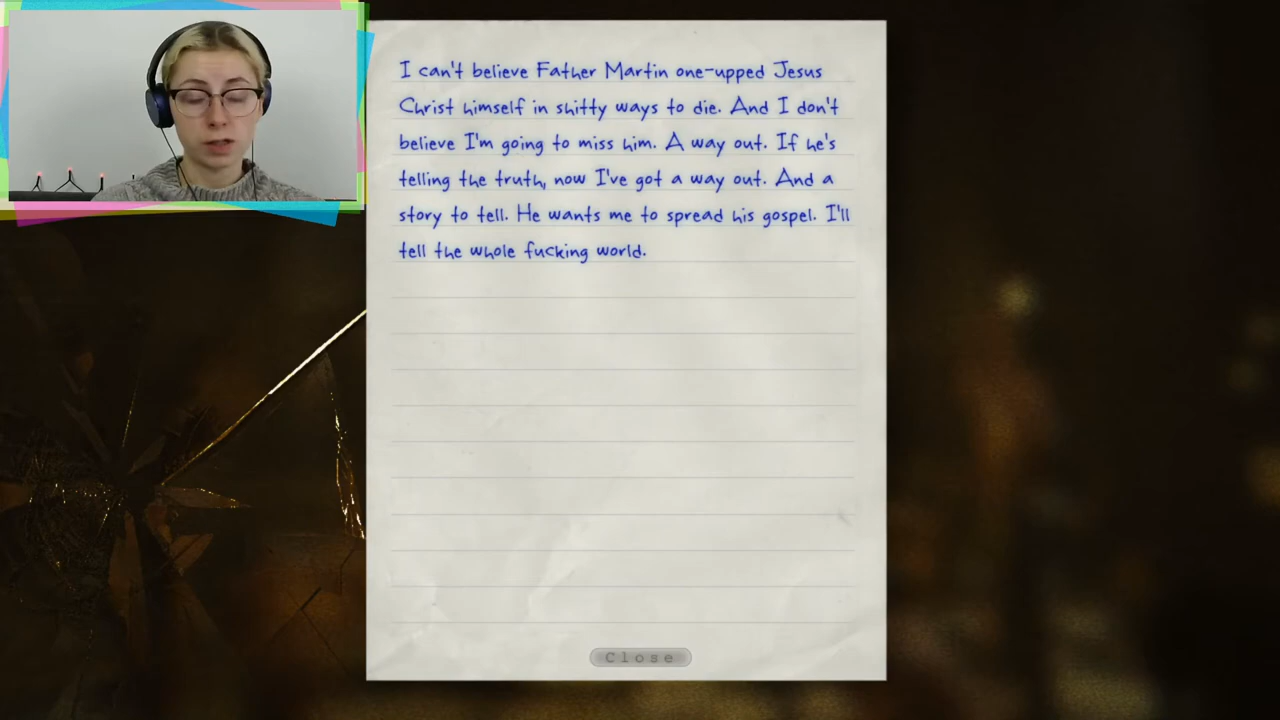 I can't believe Father Martin one-upped Jesus
Christ himself in shitty ways to die. And I don't
believe I'm going to miss him. A way out. If he's
telling the truth, now I've got a way out. And a
story to tell. He wants me to spread his gospel. I'll
tell the whole fucking world.
Close